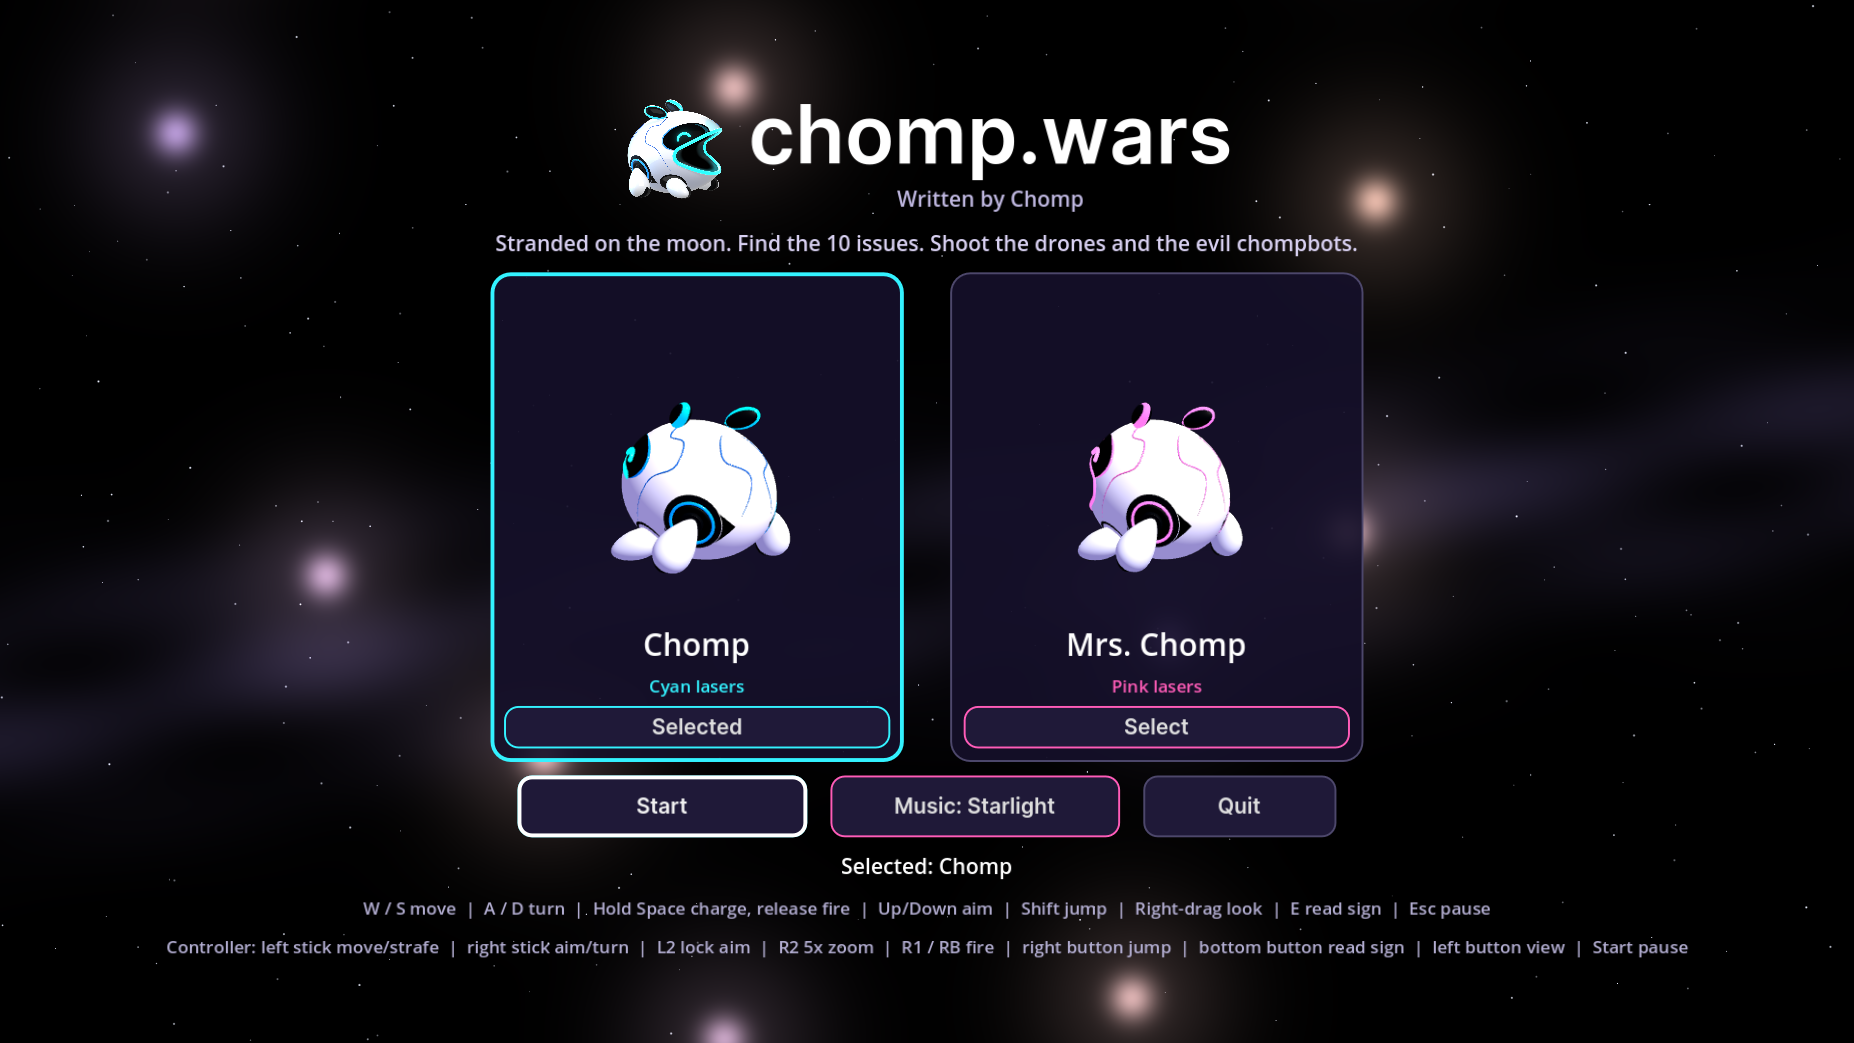 chomp.wars
Written by Chomp
Stranded on the moon. Find the 10 issues. Shoot the drones and the evil chompbots.
Chomp
Cyan lasers
Selected
Mrs. Chomp
Pink lasers
Select
Start
Music: Starlight
Quit
Selected: Chomp
W / S move | A / D turn | Hold Space charge, release fire | Up/Down aim | Shift jump | Right-drag look | E read sign | Esc pause
Controller: left stick move/strafe | right stick aim/turn | L2 lock aim | R2 5x zoom | R1 / RB fire | right button jump | bottom button read sign | left button view | Start pause